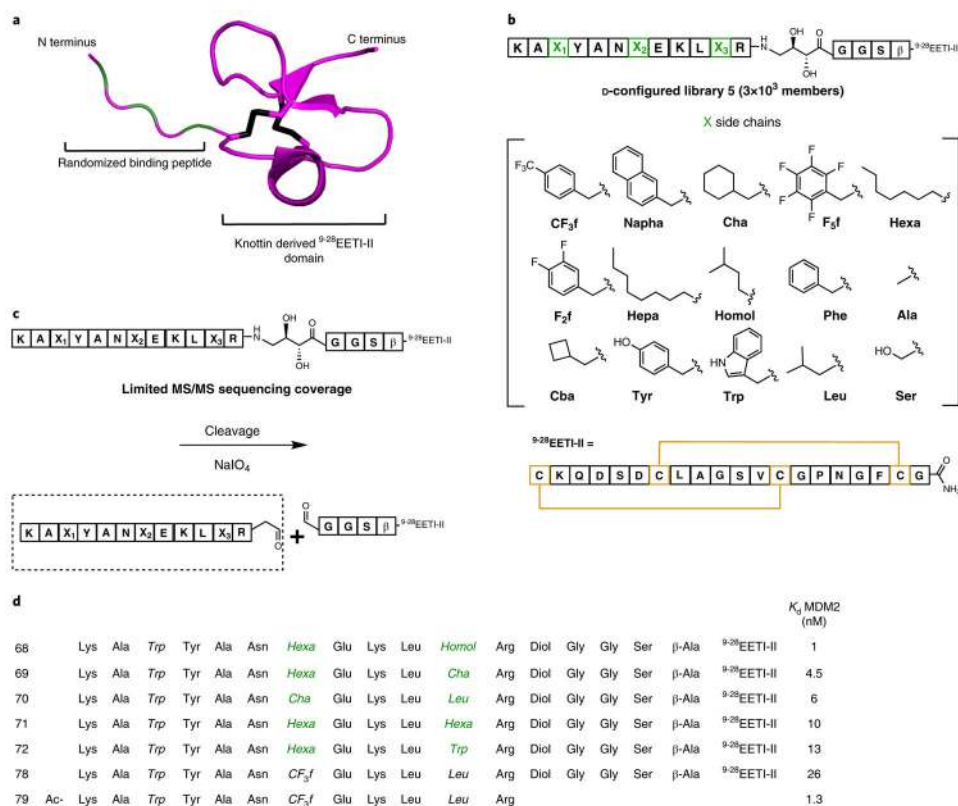 a
N terminus
C terminus
Randomized binding peptide
Knottin derived 9-28EETI-II
domain
b
K A X1 Y A N X2 E K L X3 R N H OH O OH G G S β 9-28EETI-II
D-configured library 5 (3×10³ members)
X side chains
F3C F F F F F
CF3f Napha Cha F5f Hexa
F F
F2f Hepa Homol Phe Ala
HO HN HO
Cba Tyr Trp Leu Ser
9-28EETI-II =
C K Q D S D C L A G S V C G P N G F C G O NH2
c
K A X1 Y A N X2 E K L X3 R N H OH O OH G G S β 9-28EETI-II
Limited MS/MS sequencing coverage
Cleavage
NaIO4
K A X1 Y A N X2 E K L X3 R O + O G G S β 9-28EETI-II
d
Kd MDM2
(nM)
68 Lys Ala Trp Tyr Ala Asn Hexa Glu Lys Leu Homol Arg Diol Gly Gly Ser β-Ala 9-28EETI-II 1
69 Lys Ala Trp Tyr Ala Asn Hexa Glu Lys Leu Cha Arg Diol Gly Gly Ser β-Ala 9-28EETI-II 4.5
70 Lys Ala Trp Tyr Ala Asn Cha Glu Lys Leu Leu Arg Diol Gly Gly Ser β-Ala 9-28EETI-II 6
71 Lys Ala Trp Tyr Ala Asn Hexa Glu Lys Leu Hexa Arg Diol Gly Gly Ser β-Ala 9-28EETI-II 10
72 Lys Ala Trp Tyr Ala Asn Hexa Glu Lys Leu Trp Arg Diol Gly Gly Ser β-Ala 9-28EETI-II 13
78 Lys Ala Trp Tyr Ala Asn CF3f Glu Lys Leu Leu Arg Diol Gly Gly Ser β-Ala 9-28EETI-II 26
79 Ac- Lys Ala Trp Tyr Ala Asn CF3f Glu Lys Leu Leu Arg 1.3